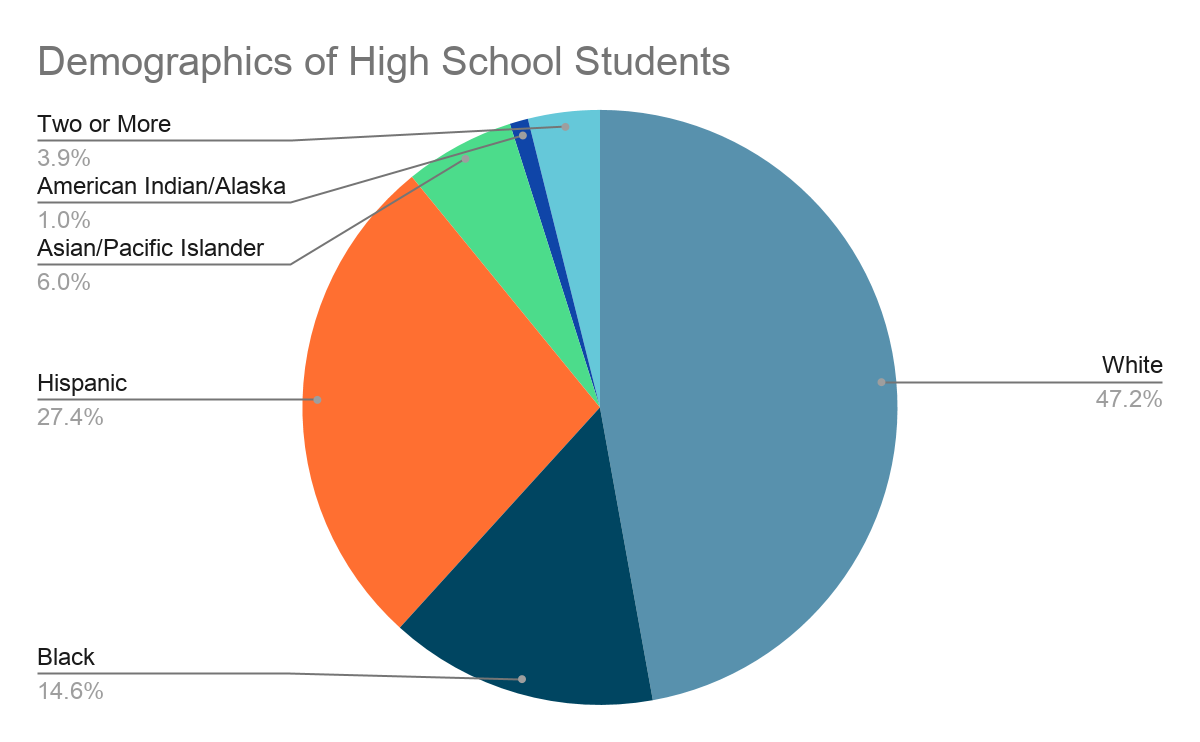 Demographics of High School Students
Two or More
3.9%
American Indian/Alaska
1.0%
Asian/Pacific Islander
6.0%
Hispanic
27.4%
Black
14.6%
White
47.2%